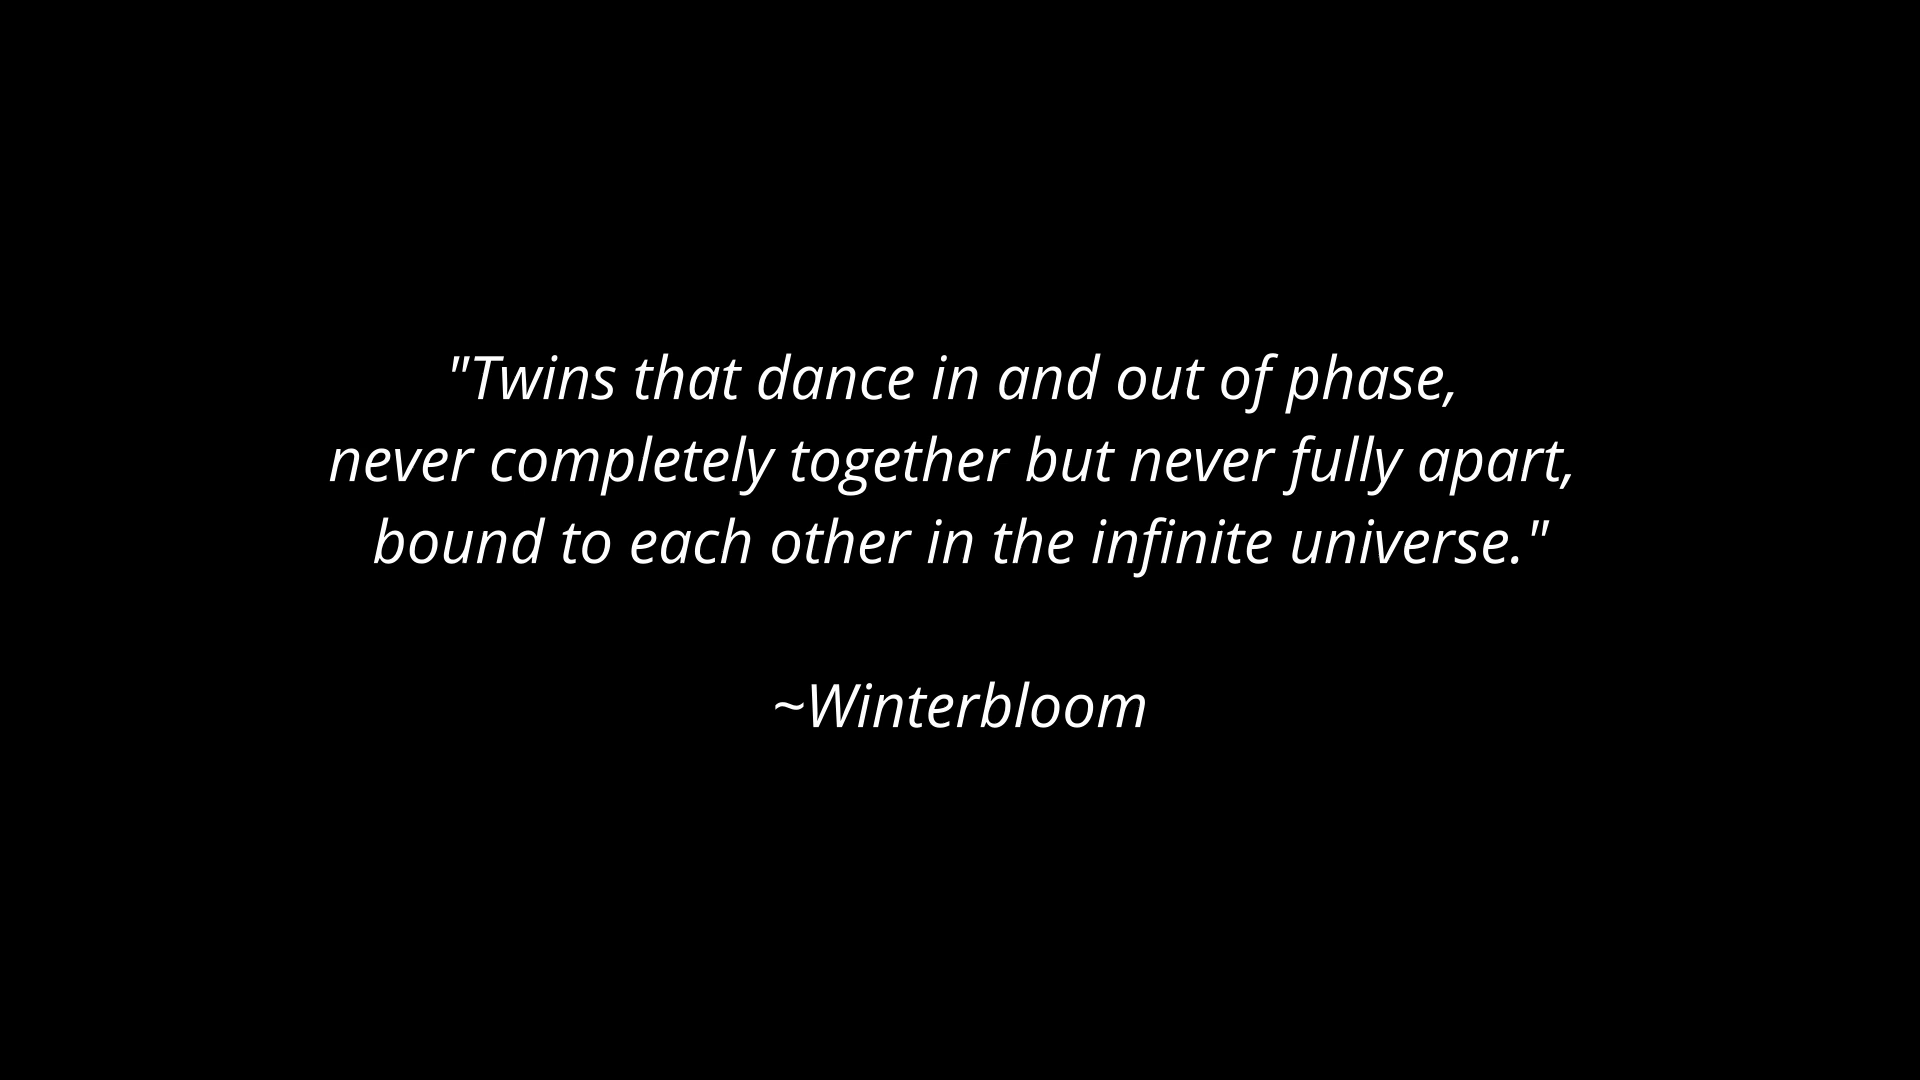 "Twins that dance in and out of phase,
never completely together but never fully apart,
bound to each other in the infinite universe."
~Winterbloom